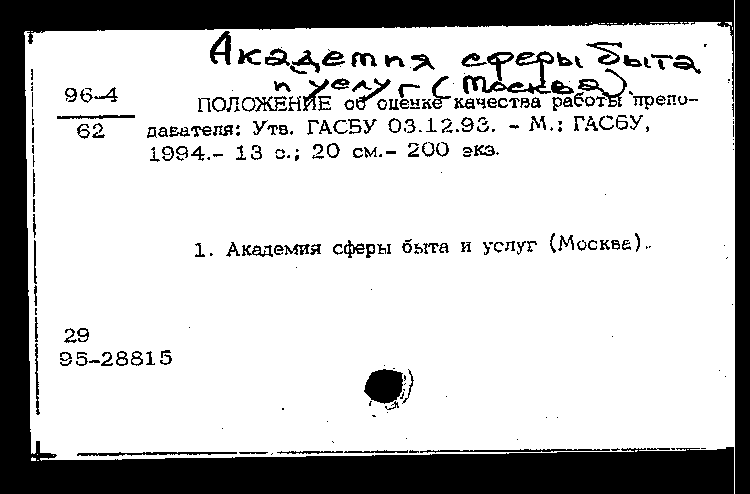 Академия сферы быта
и услуг (Москва).
96-4
62
ПОЛОЖЕНИЕ об оценке качества работы препо-
давателя: Утв. ГАСБУ 03.12.93. - М.: ГАСБУ,
1994.- 13 с.; 20 см.- 200 экз.
1. Академия сферы быта и услуг (Москва).
29
95-28815